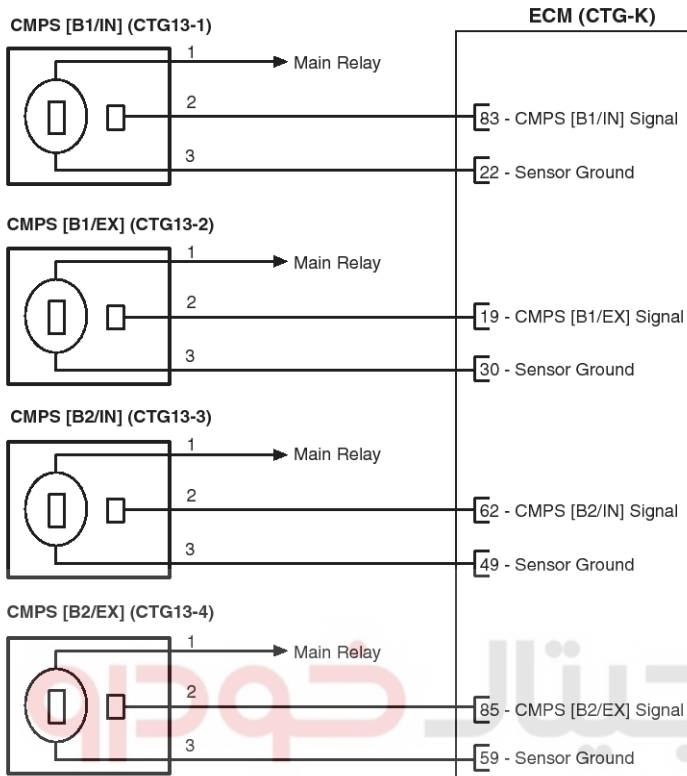 ECM (CTG-K)
CMPS [B1/IN] (CTG13-1)
1
Main Relay
2
83 - CMPS [B1/IN] Signal
3
22 - Sensor Ground
CMPS [B1/EX] (CTG13-2)
1
Main Relay
2
19 - CMPS [B1/EX] Signal
3
30 - Sensor Ground
CMPS [B2/IN] (CTG13-3)
1
Main Relay
2
62 - CMPS [B2/IN] Signal
3
49 - Sensor Ground
CMPS [B2/EX] (CTG13-4)
1
Main Relay
2
85 - CMPS [B2/EX] Signal
3
59 - Sensor Ground
دیجیتال خودرو